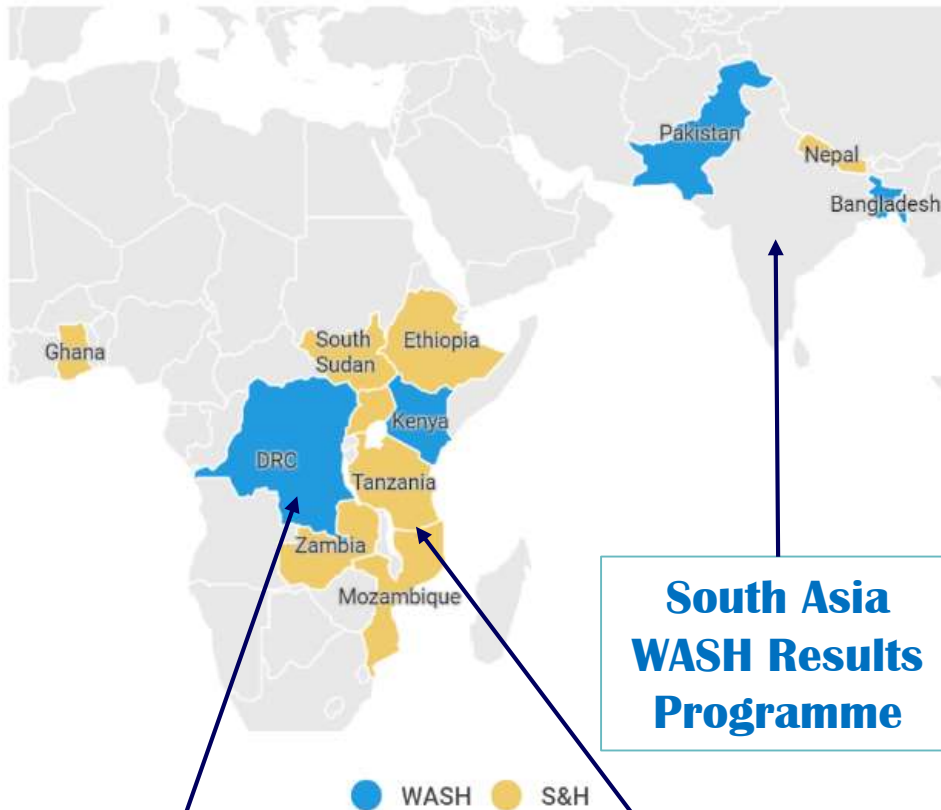 Pakistan
Nepal
Bangladesh
Ghana
South
Sudan
Ethiopia
Kenya
DRC
Tanzania
Zambia
Mozambique
South Asia
WASH Results
Programme
WASH S&H